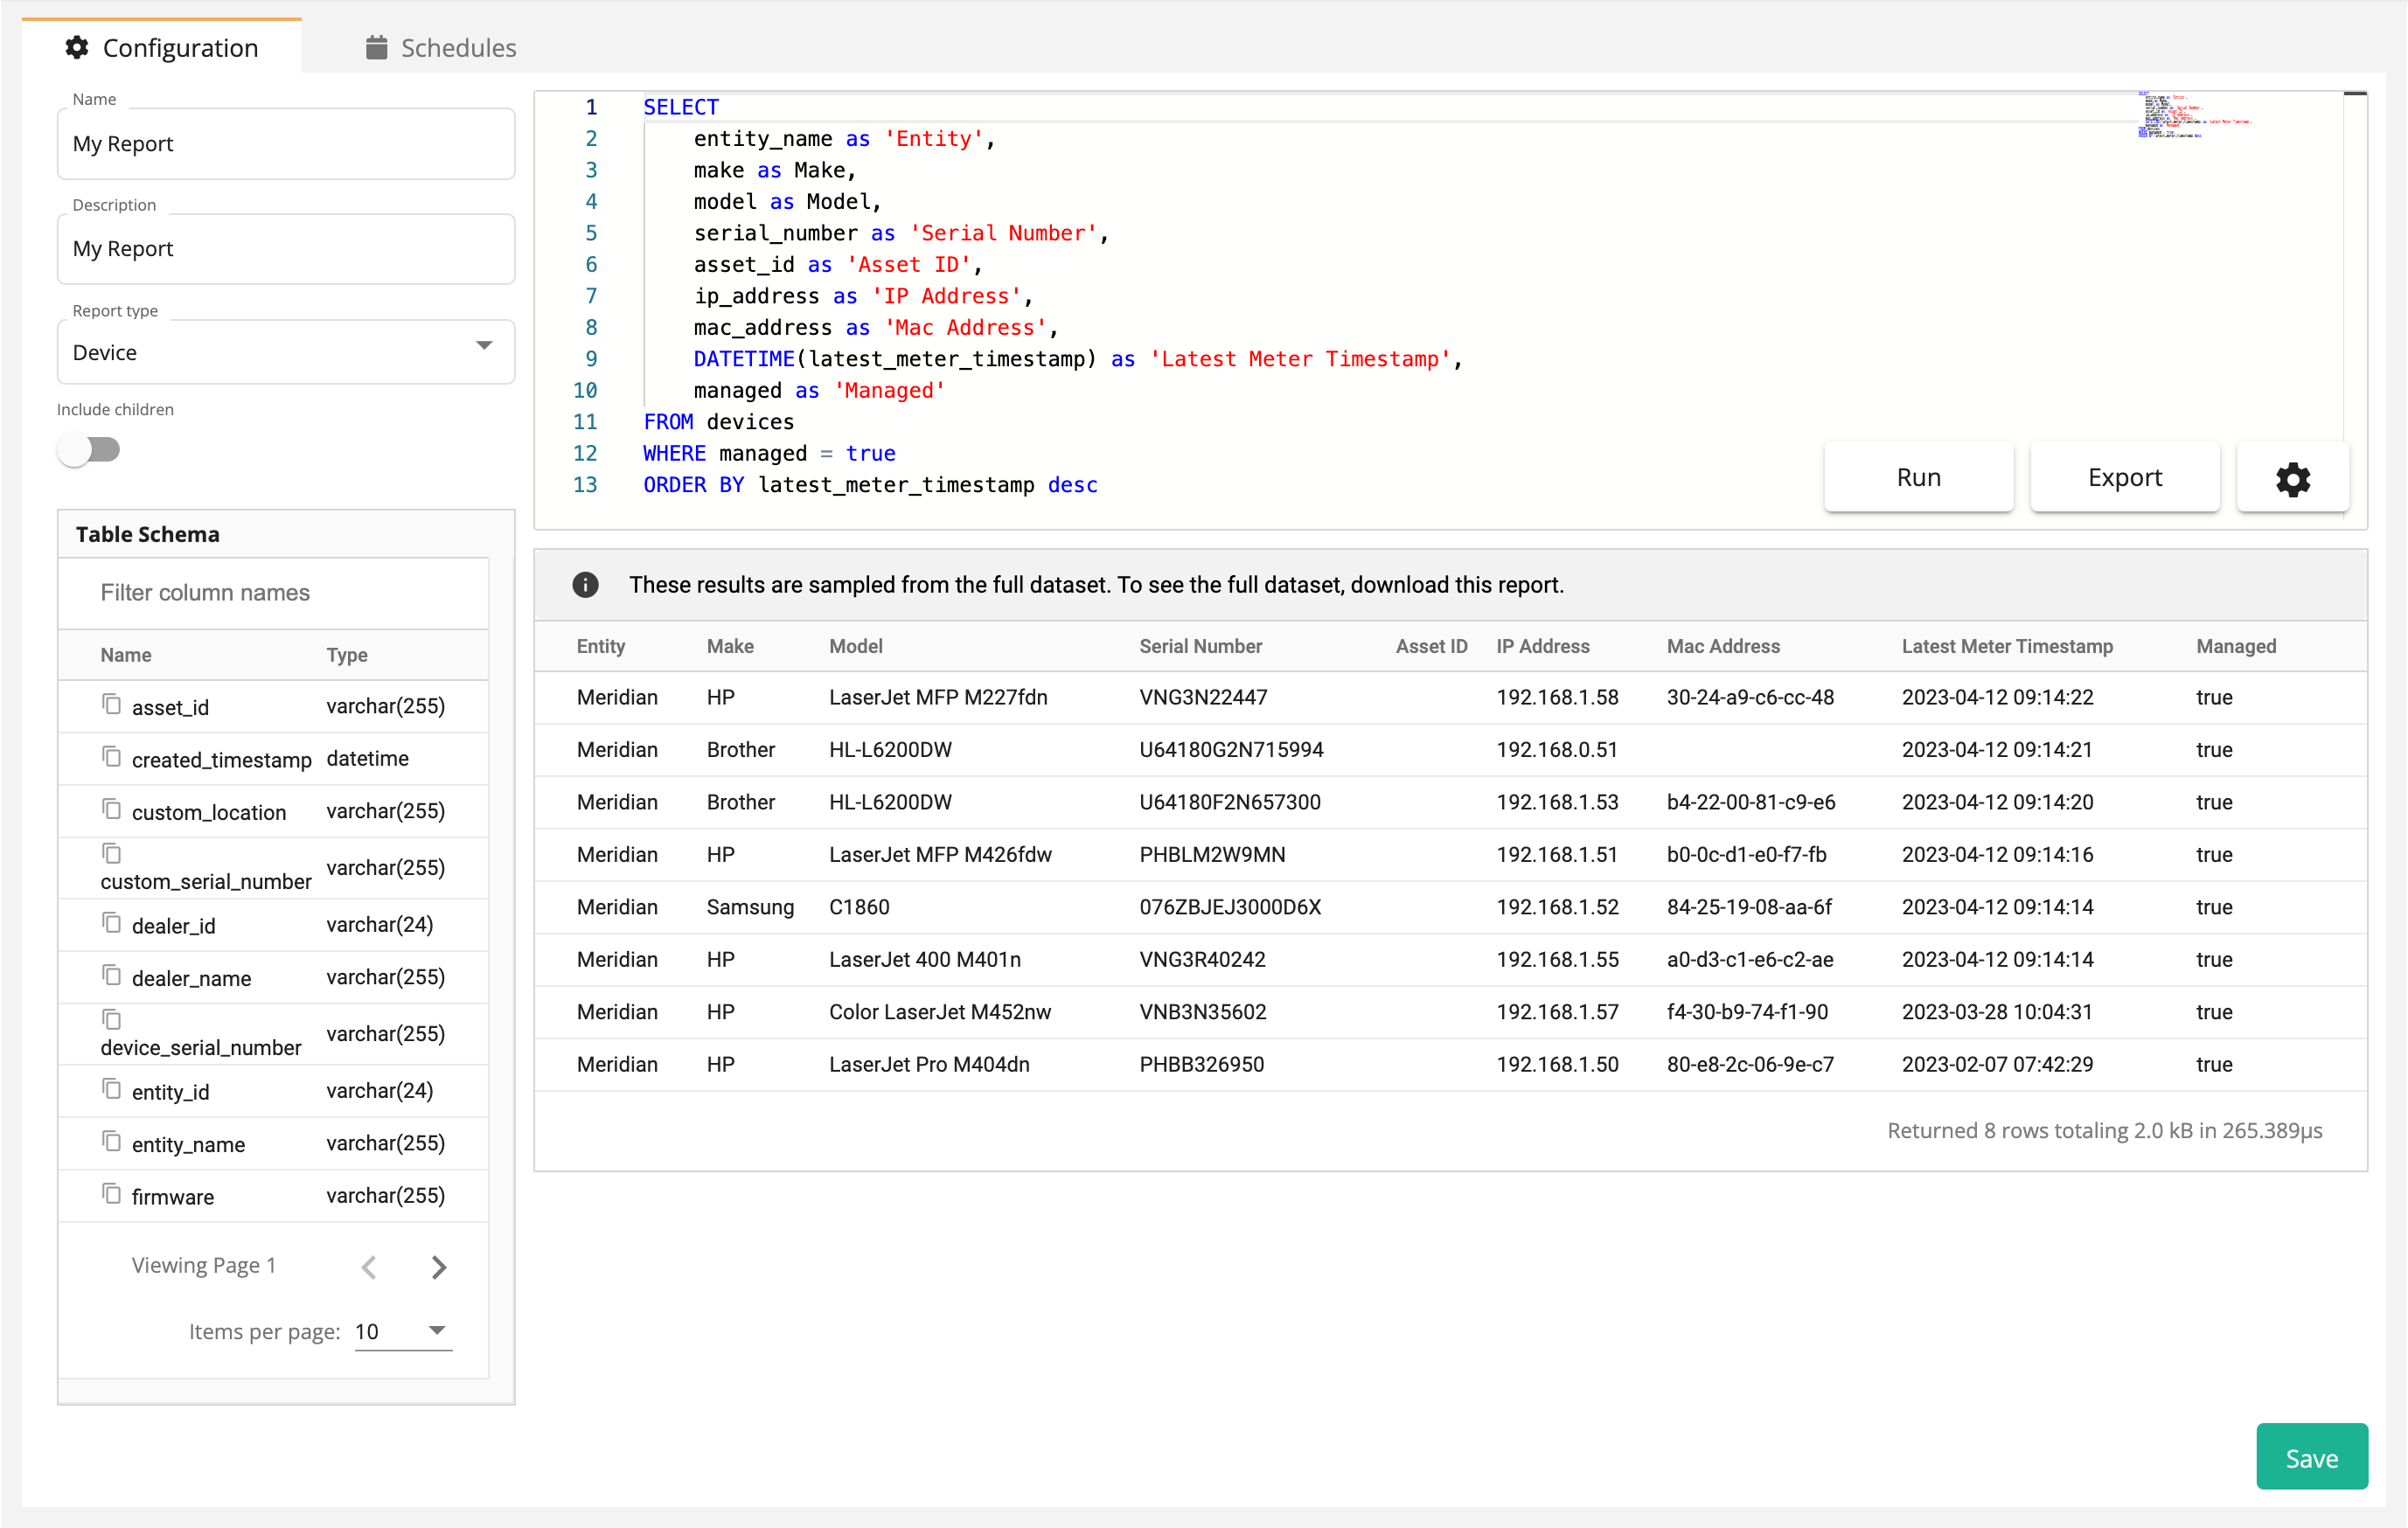 Configuration
Schedules
Name
My Report
Description
My Report
Report type
Device
Include children
Table Schema
Filter column names
Name Type
asset_id varchar(255)
created_timestamp datetime
custom_location varchar(255)
custom_serial_number varchar(255)
dealer_id varchar(24)
dealer_name varchar(255)
device_serial_number varchar(255)
entity_id varchar(24)
entity_name varchar(255)
firmware varchar(255)
Viewing Page 1
Items per page: 10
1 SELECT
2 entity_name as 'Entity',
3 make as Make,
4 model as Model,
5 serial_number as 'Serial Number',
6 asset_id as 'Asset ID',
7 ip_address as 'IP Address',
8 mac_address as 'Mac Address',
9 DATETIME(latest_meter_timestamp) as 'Latest Meter Timestamp',
10 managed as 'Managed'
11 FROM devices
12 WHERE managed = true
13 ORDER BY latest_meter_timestamp desc
Run
Export
These results are sampled from the full dataset. To see the full dataset, download this report.
Entity Make Model Serial Number Asset ID IP Address Mac Address Latest Meter Timestamp Managed
Meridian HP LaserJet MFP M227fdn VNG3N22447 192.168.1.58 30-24-a9-c6-cc-48 2023-04-12 09:14:22 true
Meridian Brother HL-L6200DW U64180G2N715994 192.168.0.51 2023-04-12 09:14:21 true
Meridian Brother HL-L6200DW U64180F2N657300 192.168.1.53 b4-22-00-81-c9-e6 2023-04-12 09:14:20 true
Meridian HP LaserJet MFP M426fdw PHBLM2W9MN 192.168.1.51 b0-0c-d1-e0-f7-fb 2023-04-12 09:14:16 true
Meridian Samsung C1860 076ZBJEJ3000D6X 192.168.1.52 84-25-19-08-aa-6f 2023-04-12 09:14:14 true
Meridian HP LaserJet 400 M401n VNG3R40242 192.168.1.55 a0-d3-c1-e6-c2-ae 2023-04-12 09:14:14 true
Meridian HP Color LaserJet M452nw VNB3N35602 192.168.1.57 f4-30-b9-74-f1-90 2023-03-28 10:04:31 true
Meridian HP LaserJet Pro M404dn PHBB326950 192.168.1.50 80-e8-2c-06-9e-c7 2023-02-07 07:42:29 true
Returned 8 rows totaling 2.0 kB in 265.389µs
Save